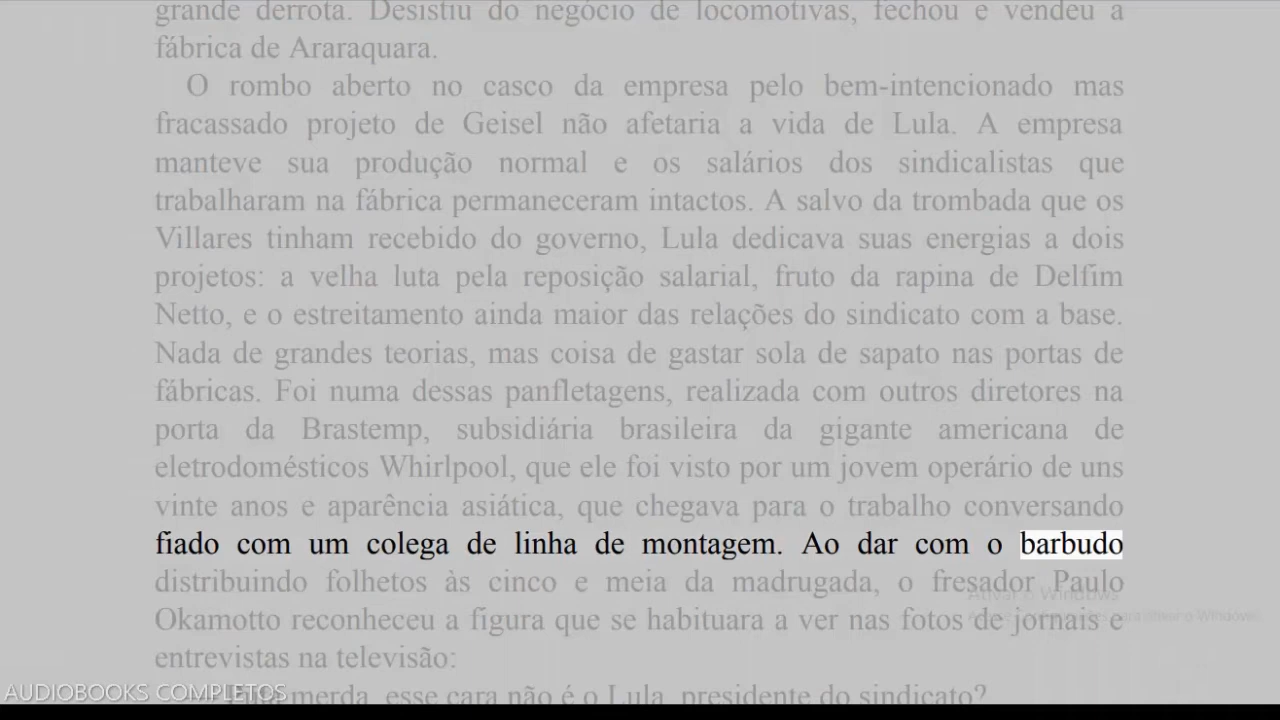 grande derrota. Desistiu do negócio de locomotivas, fechou e vendeu a
fábrica de Araraquara.
O rombo aberto no casco da empresa pelo bem-intencionado mas
fracassado projeto de Geisel não afetaria a vida de Lula. A empresa
manteve sua produção normal e os salários dos sindicalistas que
trabalharam na fábrica permaneceram intactos. A salvo da trombada que os
Villares tinham recebido do governo, Lula dedicava suas energias a dois
projetos: a velha luta pela reposição salarial, fruto da rapina de Delfim
Netto, e o estreitamento ainda maior das relações do sindicato com a base.
Nada de grandes teorias, mas coisa de gastar sola de sapato nas portas de
fábricas. Foi numa dessas panfletagens, realizada com outros diretores na
porta da Brastemp, subsidiária brasileira da gigante americana de
eletrodomésticos Whirlpool, que ele foi visto por um jovem operário de uns
vinte anos e aparência asiática, que chegava para o trabalho conversando
fiado com um colega de linha de montagem. Ao dar com o barbudo
distribuindo folhetos às cinco e meia da madrugada, o fresador Paulo
Ativar o Windows
Okamotto reconheceu a figura que se habituara a ver nas fotos de jornais e
entrevistas na televisão:
merda, esse cara não é o Lula, presidente do sindicato?
AUDIOBOOKS COMPLETOS